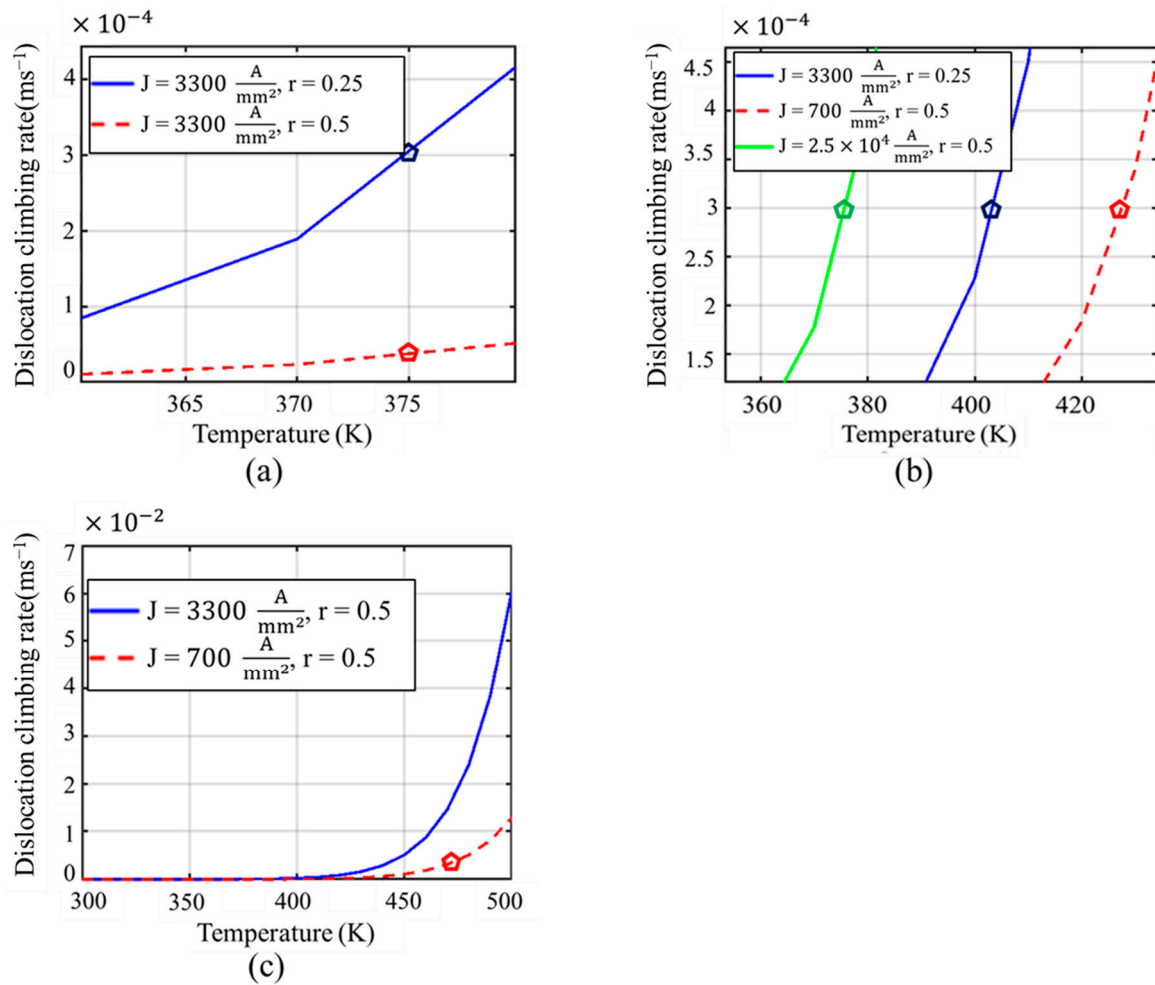 × 10⁻⁴
Dislocation climbing rate(ms⁻¹)
4
3
2
1
0
J = 3300 A/mm², r = 0.25
J = 3300 A/mm², r = 0.5
365 370 375
Temperature (K)
(a)
× 10⁻⁴
Dislocation climbing rate(ms⁻¹)
4.5
4
3.5
3
2.5
2
1.5
J = 3300 A/mm², r = 0.25
J = 700 A/mm², r = 0.5
J = 2.5 × 10⁴ A/mm², r = 0.5
360 380 400 420
Temperature (K)
(b)
× 10⁻²
Dislocation climbing rate(ms⁻¹)
7
6
5
4
3
2
1
0
J = 3300 A/mm², r = 0.5
J = 700 A/mm², r = 0.5
300 350 400 450 500
Temperature (K)
(c)